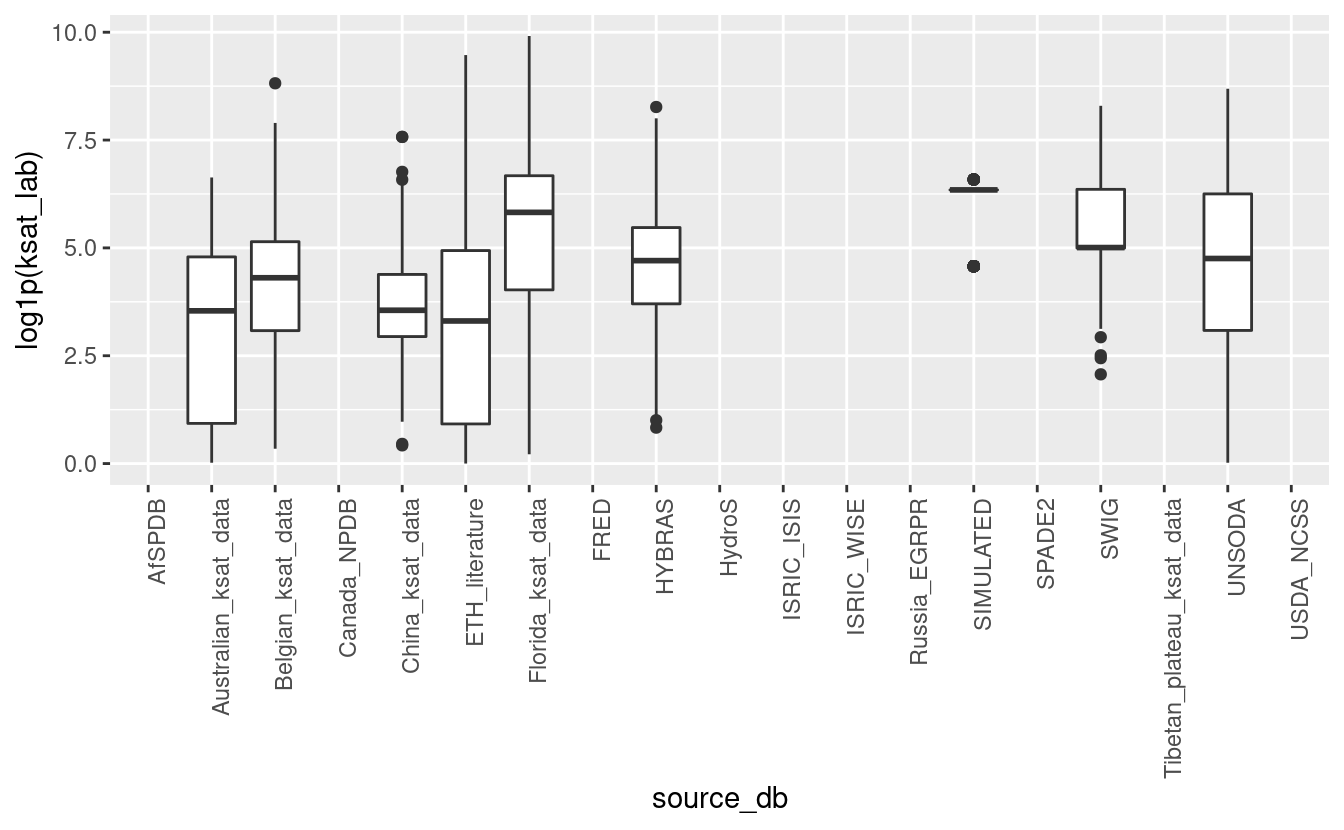 log1p(ksat_lab)
10.0
7.5
5.0
2.5
0.0
AfSPDB
Australian_ksat_data
Belgian_ksat_data
Canada_NPDB
China_ksat_data
ETH_literature
Florida_ksat_data
FRED
HYBRAS
HydroS
ISRIC_ISIS
ISRIC_WISE
Russia_EGRPR
SIMULATED
SPADE2
SWIG
Tibetan_plateau_ksat_data
UNSODA
USDA_NCSS
source_db